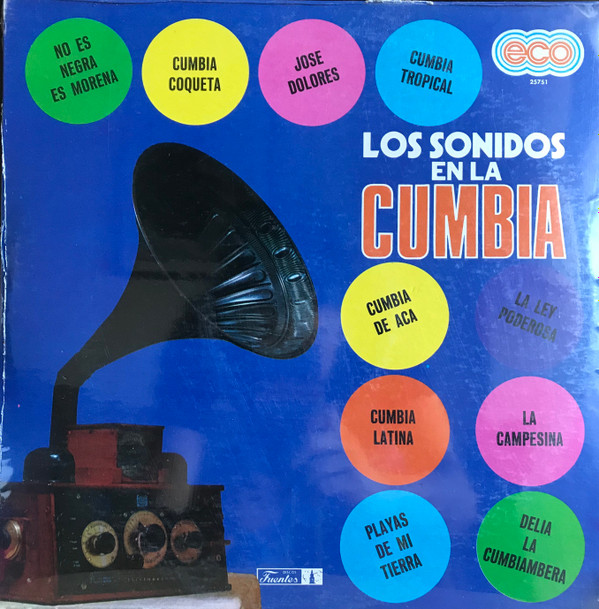 NO ES
NEGRA
ES MORENA
CUMBIA
COQUETA
JOSE
DOLORES
CUMBIA
TROPICAL
eco
25751
LOS SONIDOS
EN LA
CUMBIA
CUMBIA
DE ACA
LA LEY
PODEROSA
CUMBIA
LATINA
LA
CAMPESINA
PLAYAS
DE MI
TIERRA
DELIA
LA
CUMBIAMBERA
Fuentes